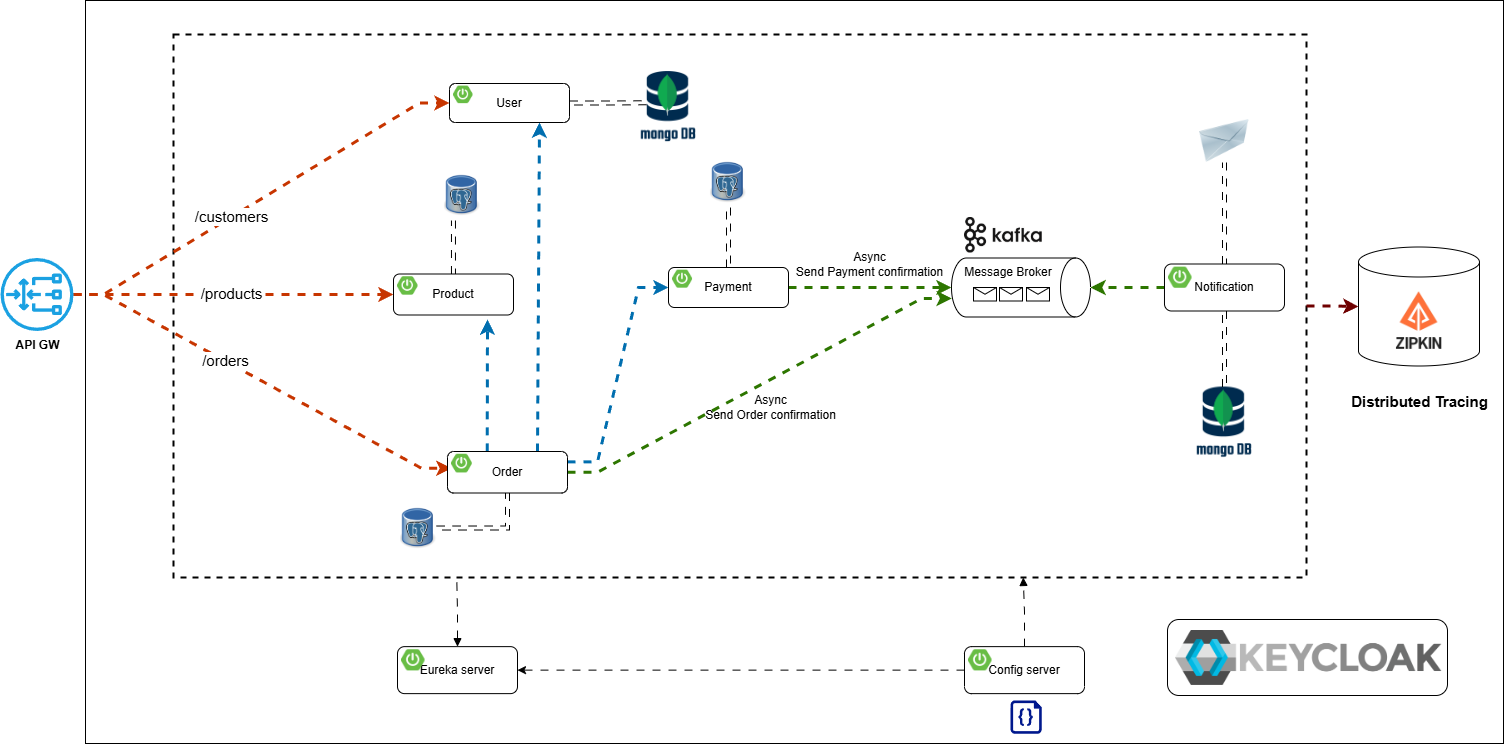 User
mongo DB
/customers
kafka
Async
Send Payment confirmation
Message Broker
/products
Product
Payment
Notification
API GW
ZIPKIN
/orders
Async
Send Order confirmation
Distributed Tracing
mongo DB
Order
Eureka server
Config server
{}
KEYCLOAK